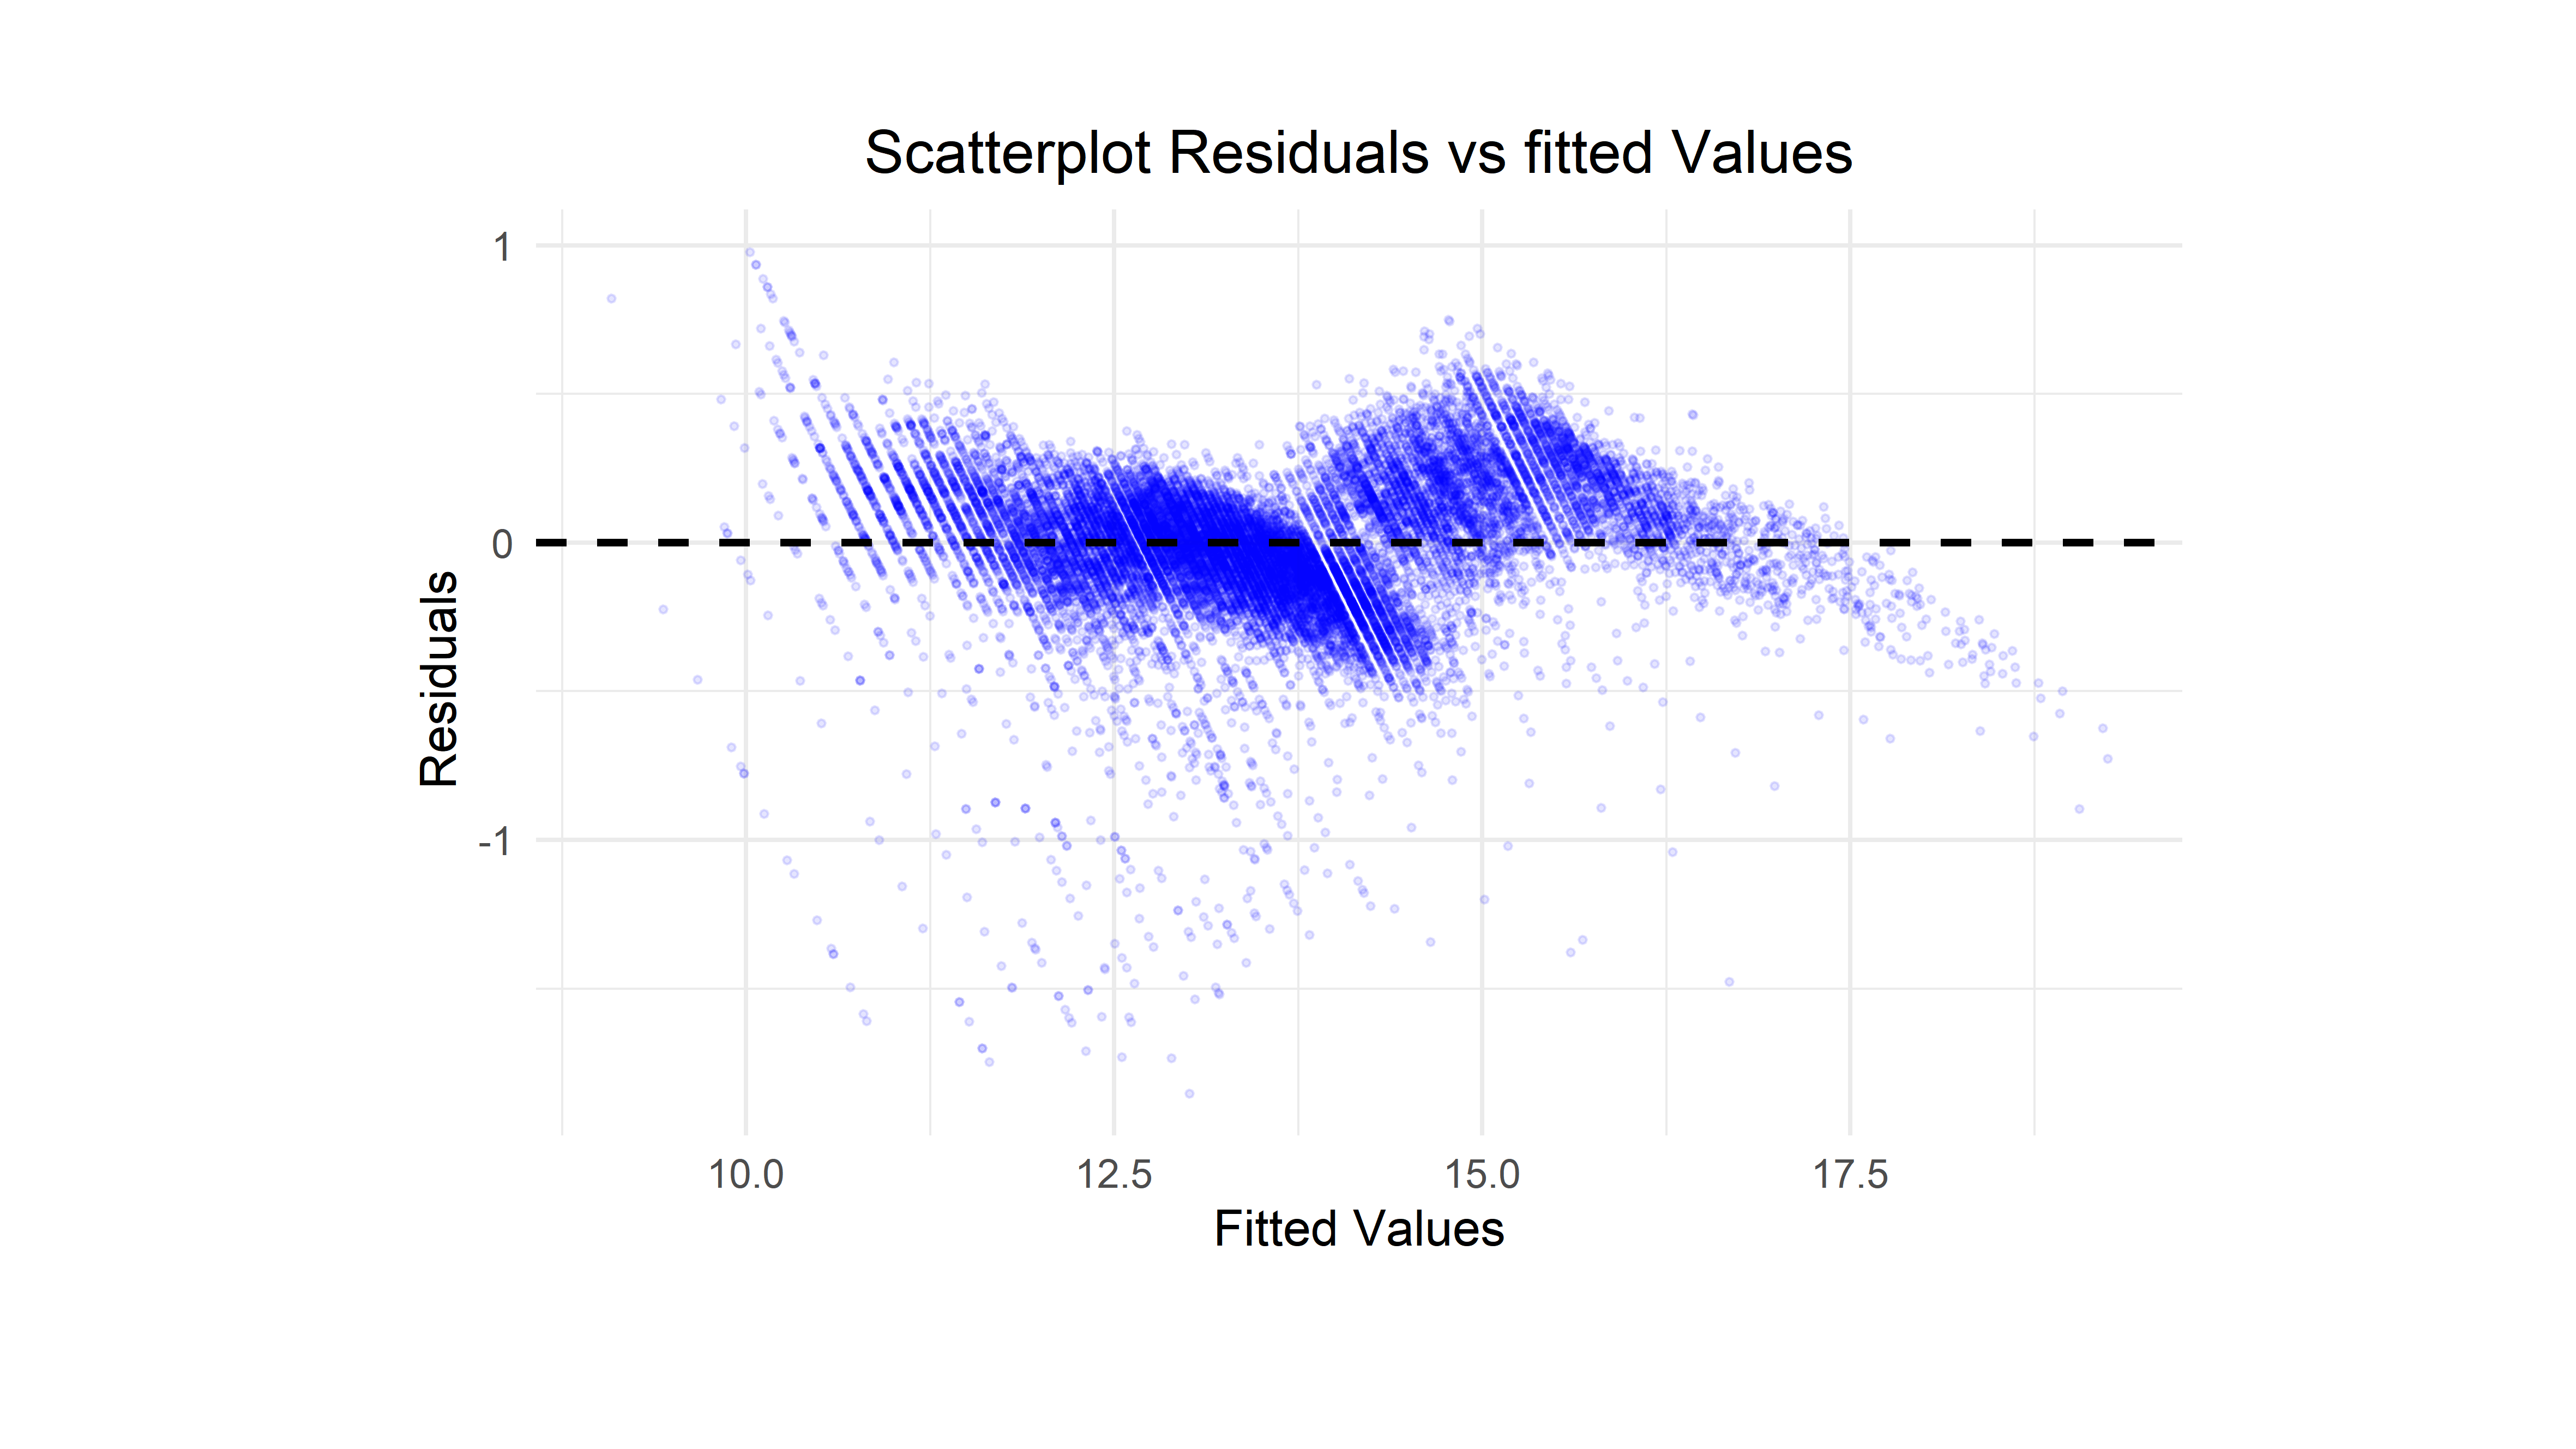 Scatterplot Residuals vs fitted Values
1
0
-1
Residuals
10.0 12.5 15.0 17.5
Fitted Values